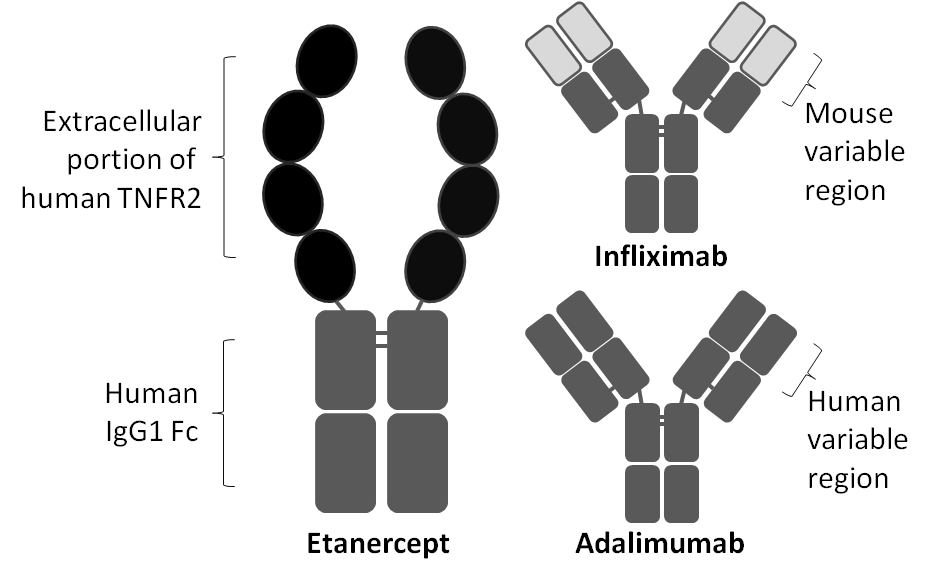 Extracellular
portion of
human TNFR2
Human
IgG1 Fc
Etanercept
Mouse
variable
region
Infliximab
Human
variable
region
Adalimumab